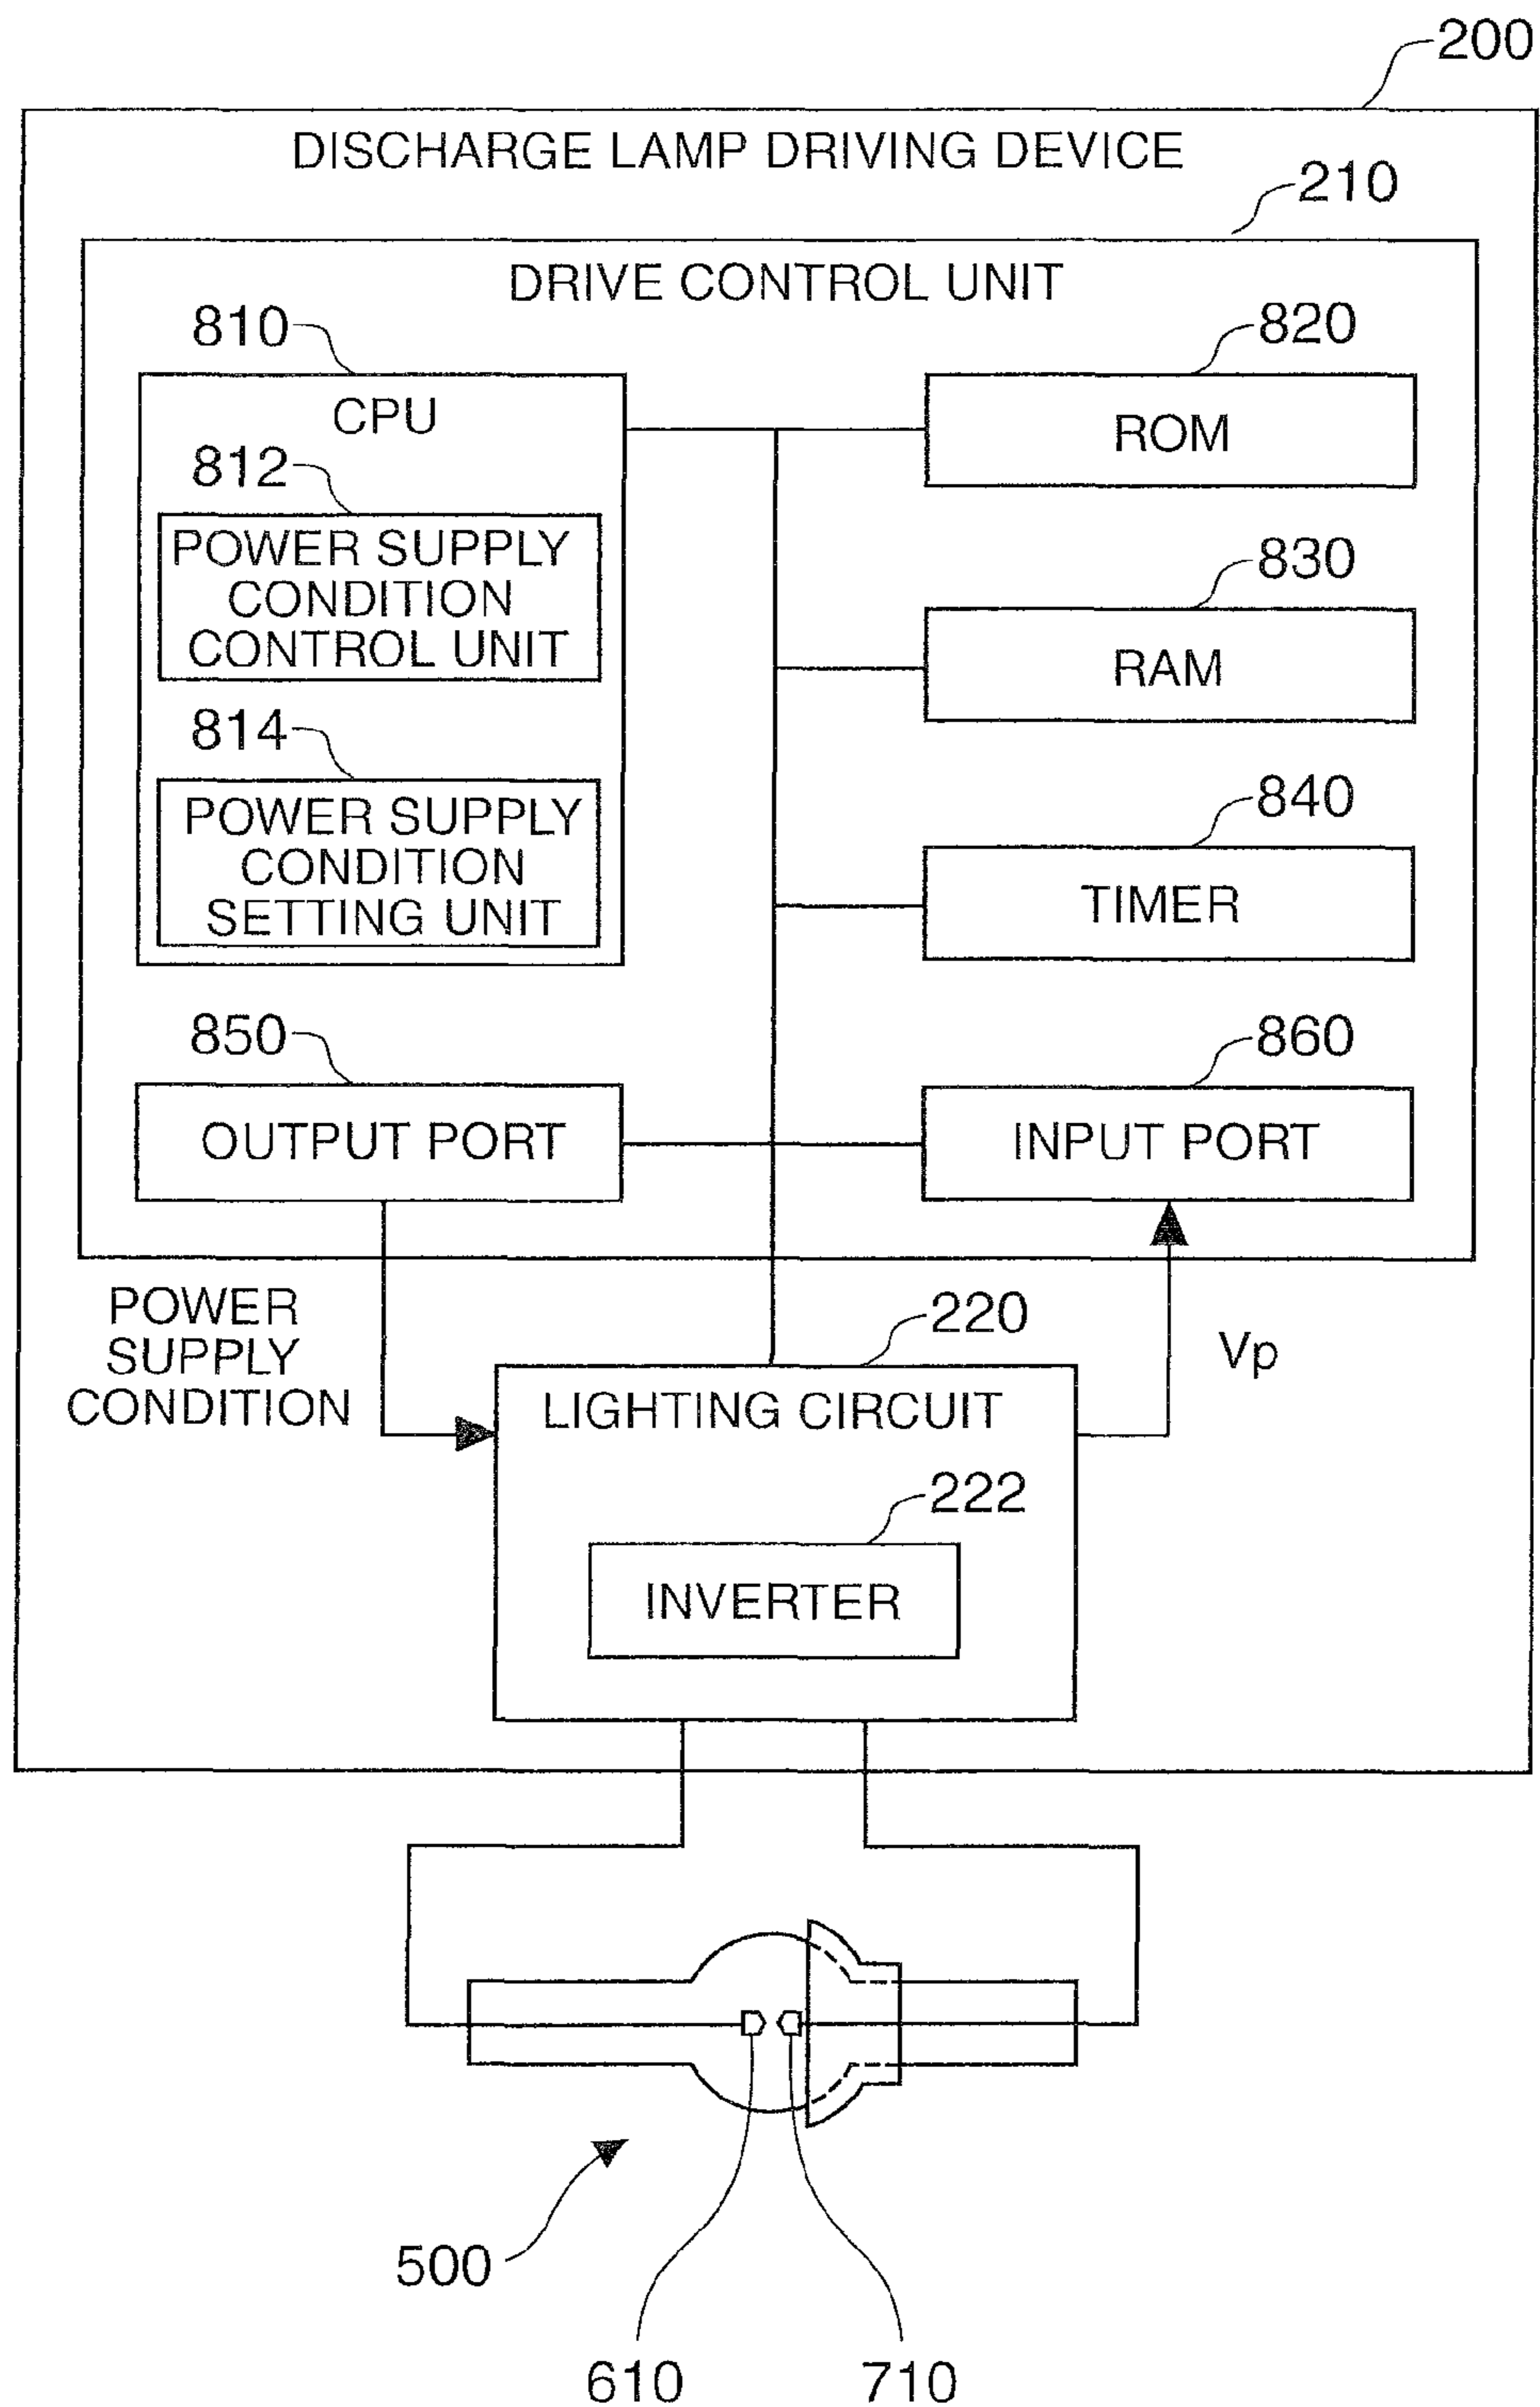 200
DISCHARGE LAMP DRIVING DEVICE
210
DRIVE CONTROL UNIT
810
820
CPU
ROM
812
POWER SUPPLY
CONDITION
CONTROL UNIT
830
RAM
814
POWER SUPPLY
CONDITION
SETTING UNIT
840
TIMER
850
860
OUTPUT PORT
INPUT PORT
POWER
SUPPLY
CONDITION
220
Vp
LIGHTING CIRCUIT
222
INVERTER
500
610
710